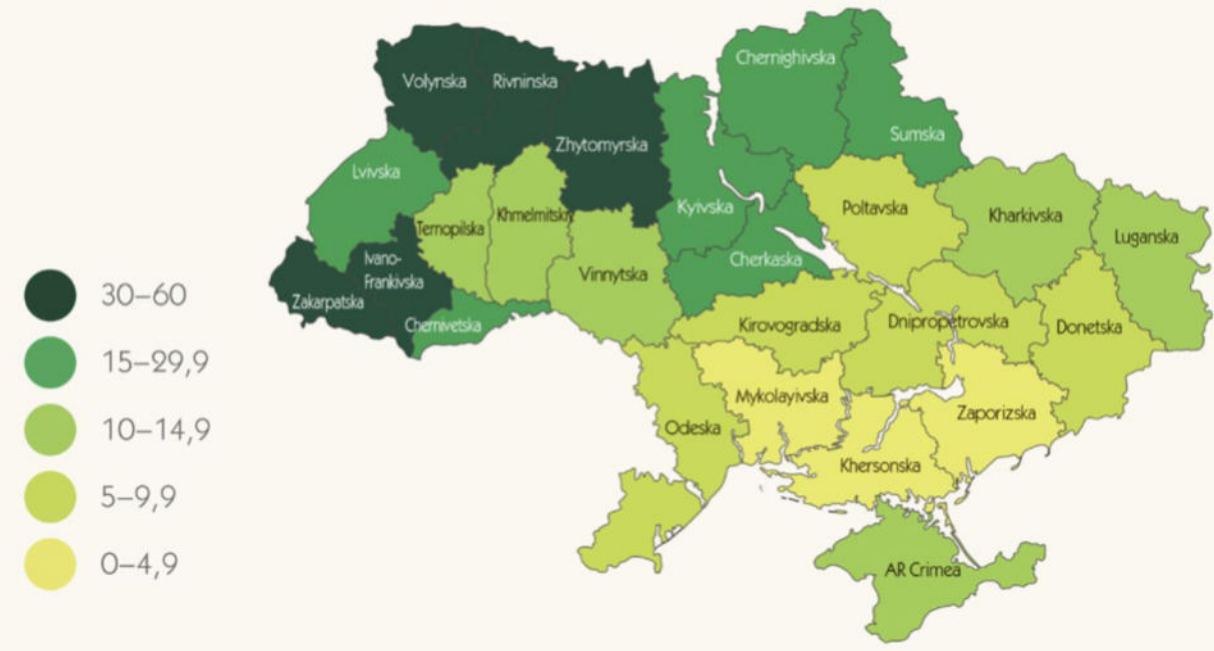 Chernighivska
Volynska
Rivninska
Sumska
Zhytomyrska
Lvivska
Kyivska
Poltavska
Kharkivska
Khmelmitski
Ternopilska
Luganska
Ivano-
Frankivska
Cherkaska
Vinnytska
Zakarpatska
Chernivetska
Kirovogradska
Dnipropetrovska
Donetska
Mykolayivska
Zaporizska
Odeska
Khersonska
AR Crimea
30–60
15–29,9
10–14,9
5–9,9
0–4,9